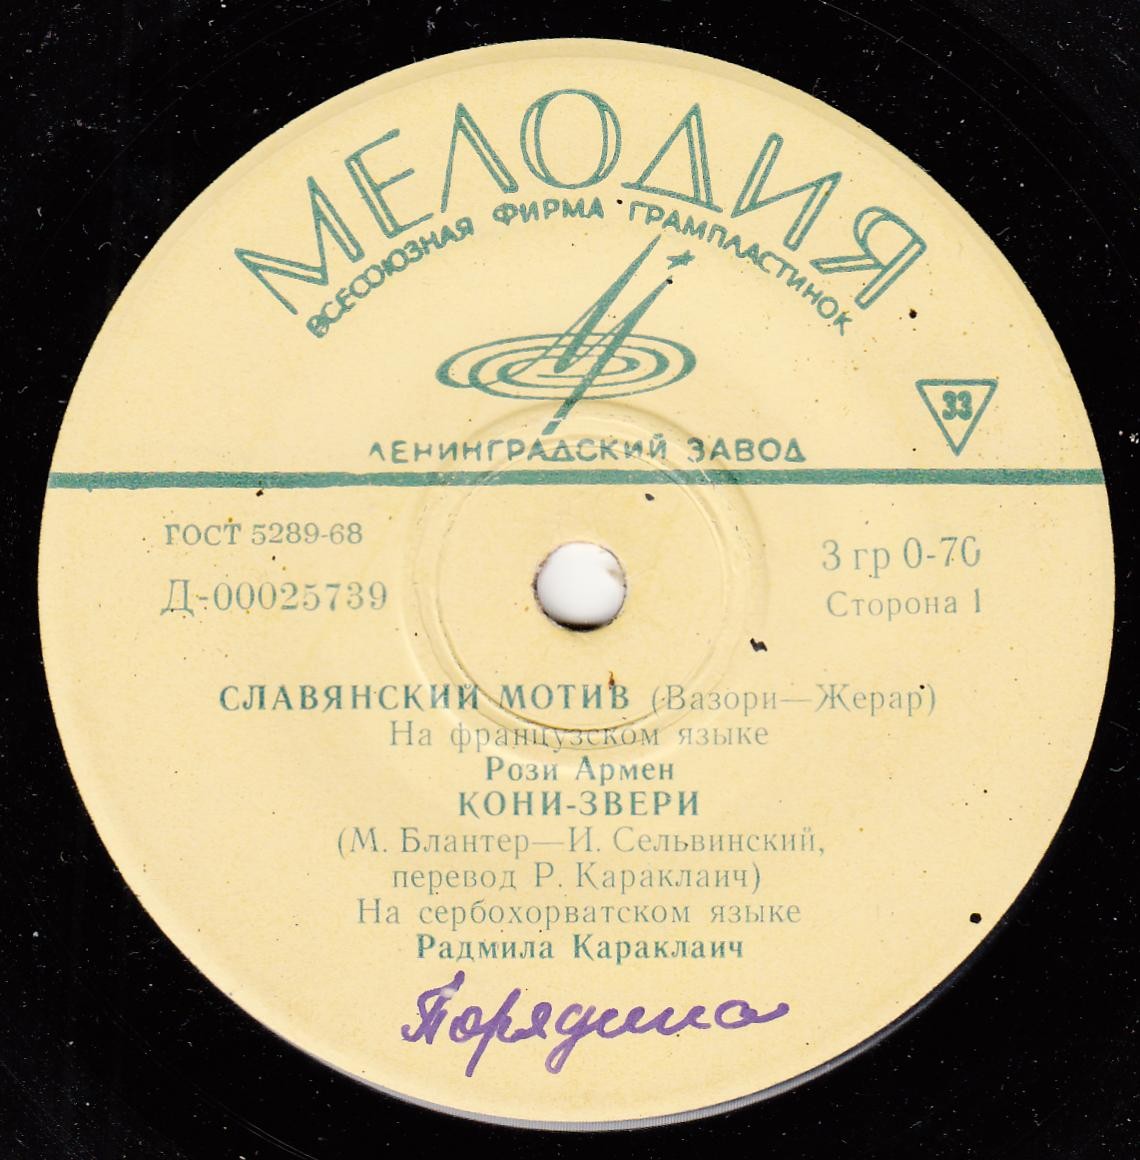 МЕЛОДИЯ
ВСЕСОЮЗНАЯ ФИРМА ГРАМПЛАСТИНОК
33
ЛЕНИНГРАДСКИЙ ЗАВОД
ГОСТ 5289-68
3 гр 0-70
Д-00025739
Сторона 1
СЛАВЯНСКИЙ МОТИВ (Вазори—Жерар)
На французском языке
Рози Армен
КОНИ-ЗВЕРИ
(М. Блантер—И. Сельвинский,
перевод Р. Караклаич)
На сербохорватском языке
Радмила Караклаич
Порядина